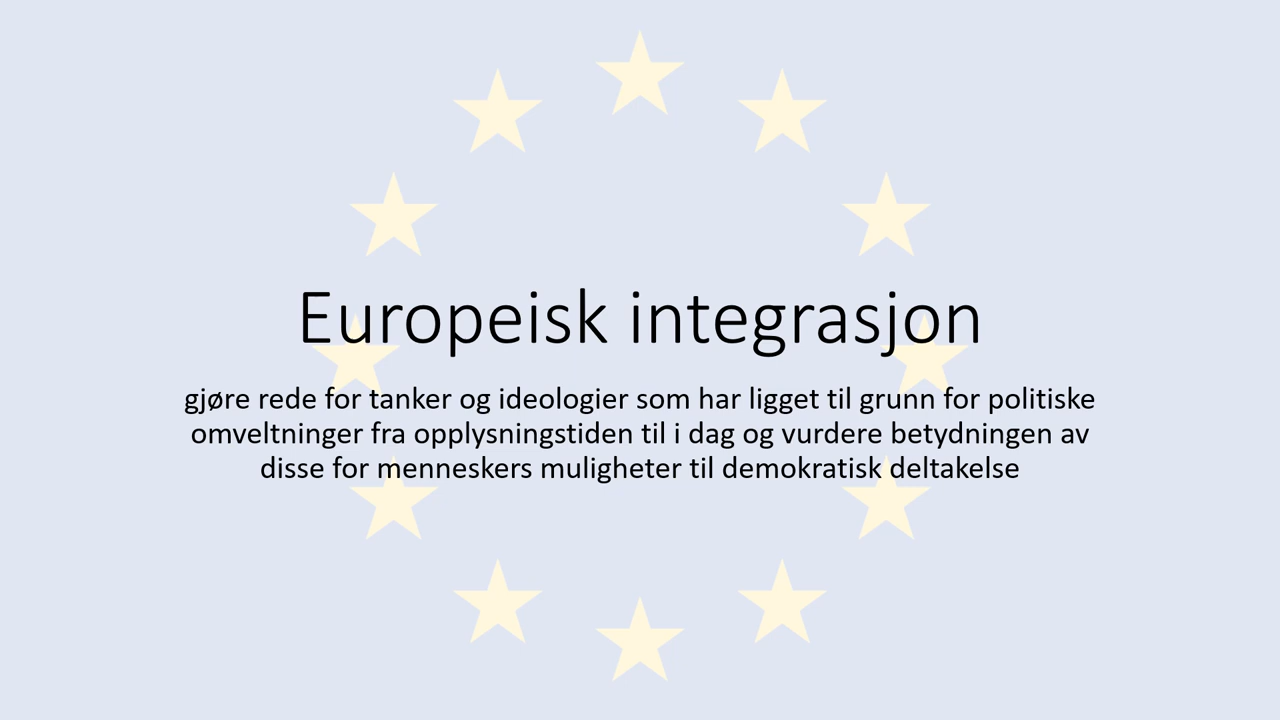 Europeisk integrasjon
gjøre rede for tanker og ideologier som har ligget til grunn for politiske
omveltninger fra opplysningstiden til i dag og vurdere betydningen av
disse for menneskers muligheter til demokratisk deltakelse